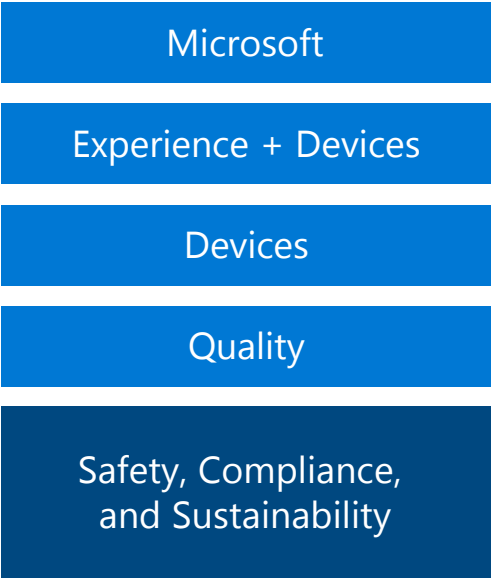 Microsoft
Experience + Devices
Devices
Quality
Safety, Compliance,
and Sustainability